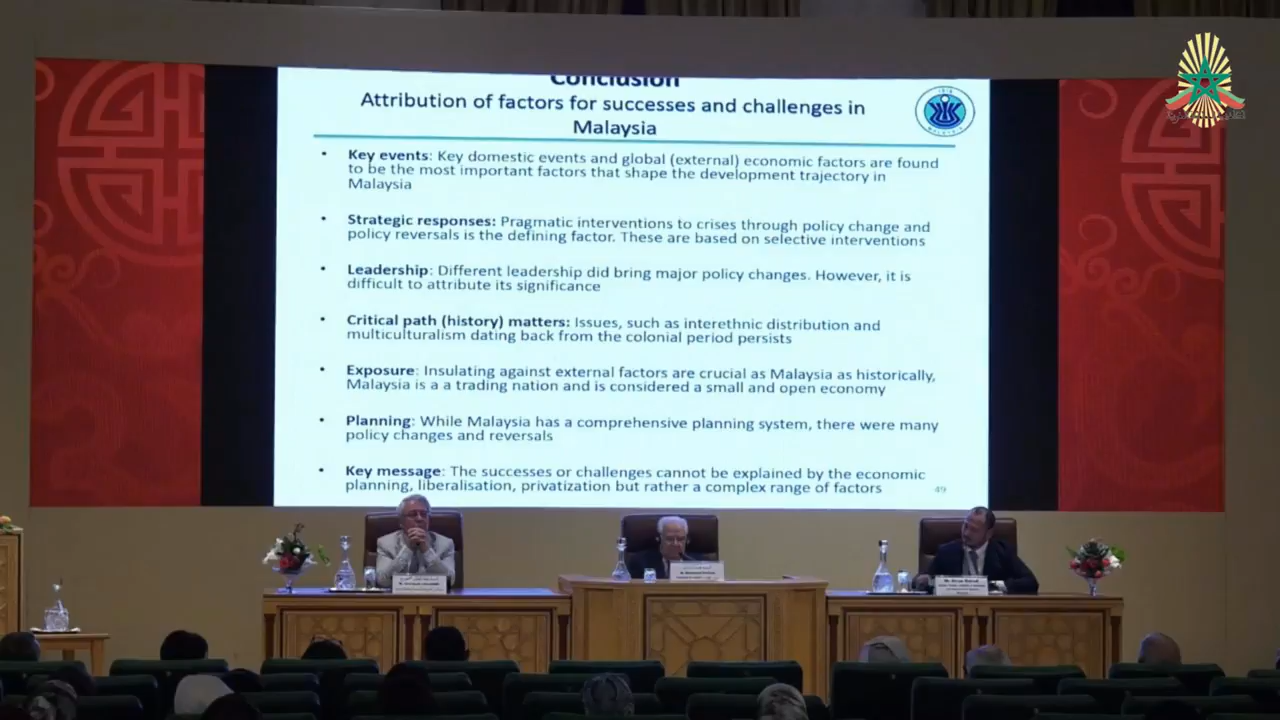 Conclusion
Attribution of factors for successes and challenges in
Malaysia
ISIS
MALAYSIA
• Key events: Key domestic events and global (external) economic factors are found
to be the most important factors that shape the development trajectory in
Malaysia
• Strategic responses: Pragmatic interventions to crises through policy change and
policy reversals is the defining factor. These are based on selective interventions
• Leadership: Different leadership did bring major policy changes. However, it is
difficult to attribute its significance
• Critical path (history) matters: Issues, such as interethnic distribution and
multiculturalism dating back from the colonial period persists
• Exposure: Insulating against external factors are crucial as Malaysia as historically,
Malaysia is a a trading nation and is considered a small and open economy
• Planning: While Malaysia has a comprehensive planning system, there were many
policy changes and reversals
• Key message: The successes or challenges cannot be explained by the economic
planning, liberalisation, privatization but rather a complex range of factors
49